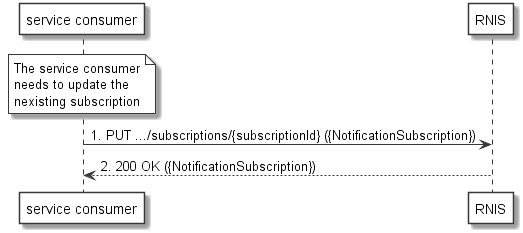 service consumer
RNIS
The service consumer
needs to update the
nexisting subscription
1. PUT .../subscriptions/{subscriptionId} ({NotificationSubscription})
2. 200 OK ({NotificationSubscription})
service consumer
RNIS